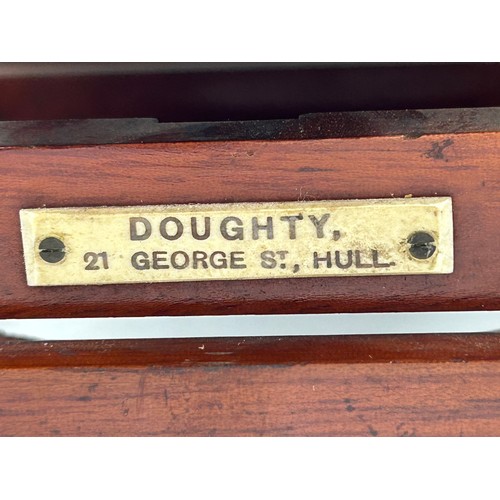 DOUGHTY,
21 GEORGE ST., HULL.